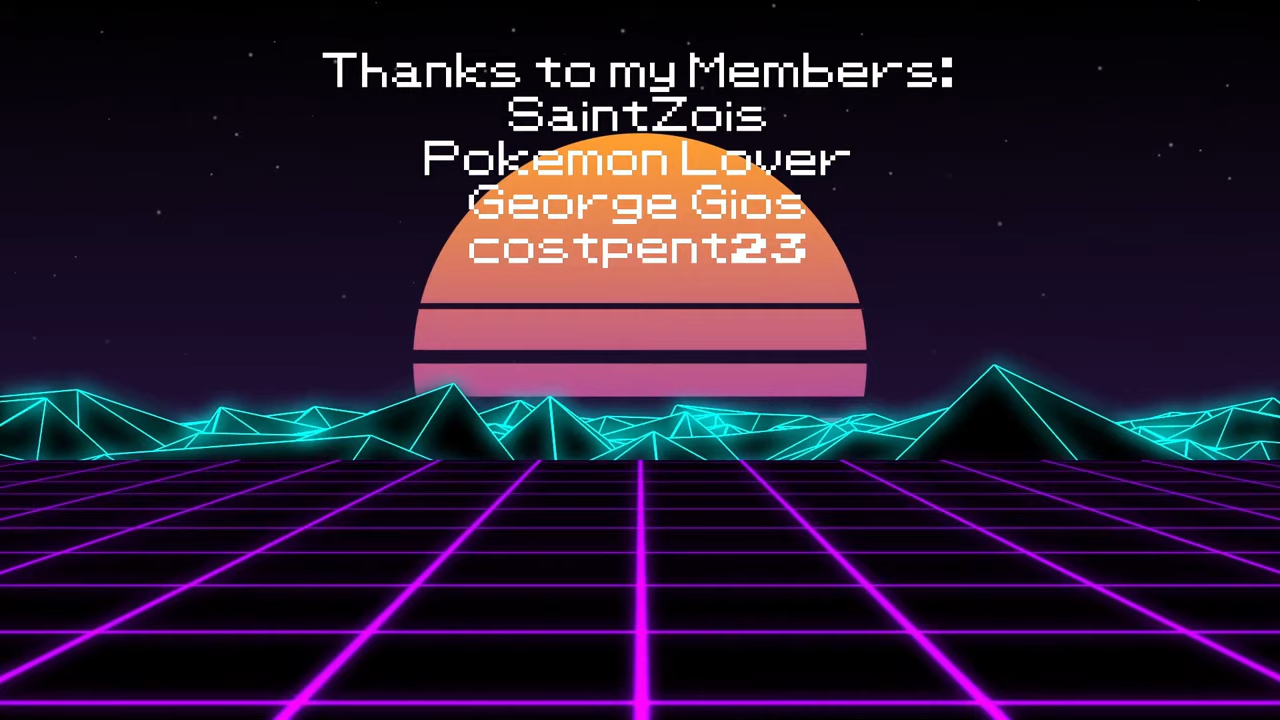 Thanks to my Members:
SaintZois
Pokemon Lover
George Gios
costpent23